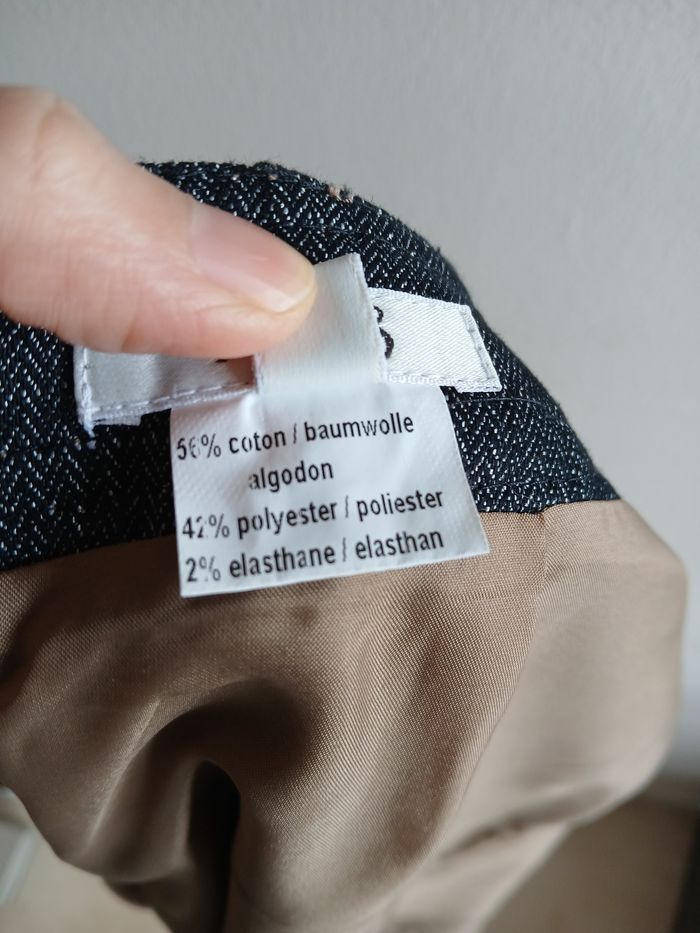 56% coton / baumwolle
algodon
42% polyester / poliester
2% elasthane / elasthan